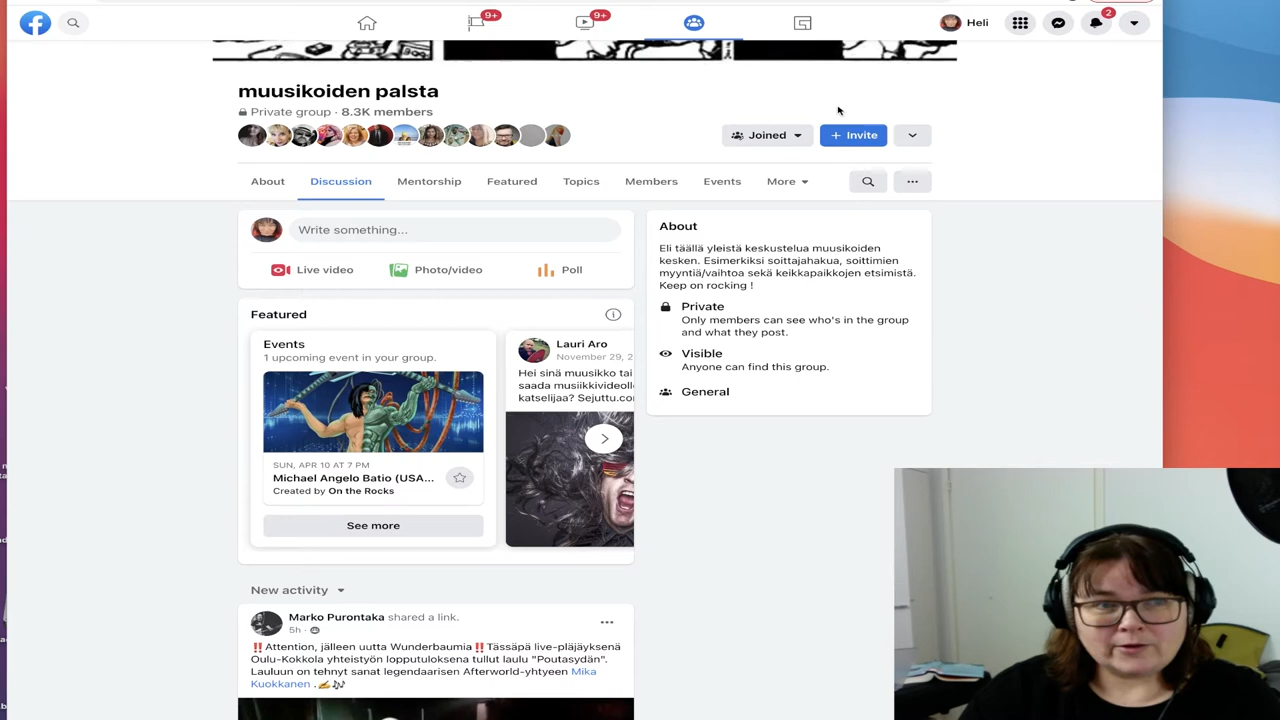 9+
9+
Heli
2
muusikoiden palsta
Private group · 8.3K members
Joined
+ Invite
About
Discussion
Mentorship
Featured
Topics
Members
Events
More
Write something...
Live video
Photo/video
Poll
About
Eli täällä yleistä keskustelua muusikoiden
kesken. Esimerkiksi soittajahakua, soittimien
myyntiä/vaihtoa sekä keikkapaikkojen etsimistä.
Keep on rocking !
Private
Only members can see who's in the group
and what they post.
Visible
Anyone can find this group.
General
Featured
Events
1 upcoming event in your group.
SUN, APR 10 AT 7 PM
Michael Angelo Batio (USA...
Created by On the Rocks
See more
Lauri Aro
November 29, 2
Hei sinä muusikko tai
saada musiikkivideoll
katselijaa? Sejuttu.co
New activity
Marko Purontaka shared a link.
5h ·
‼️Attention, jälleen uutta Wunderbaumia‼️Tässäpä live-pläjäyksenä
Oulu-Kokkola yhteistyön lopputuloksena tullut laulu "Poutasydän".
Lauluun on tehnyt sanat legendaarisen Afterworld-yhtyeen Mika
Kuokkanen .✍️🎶